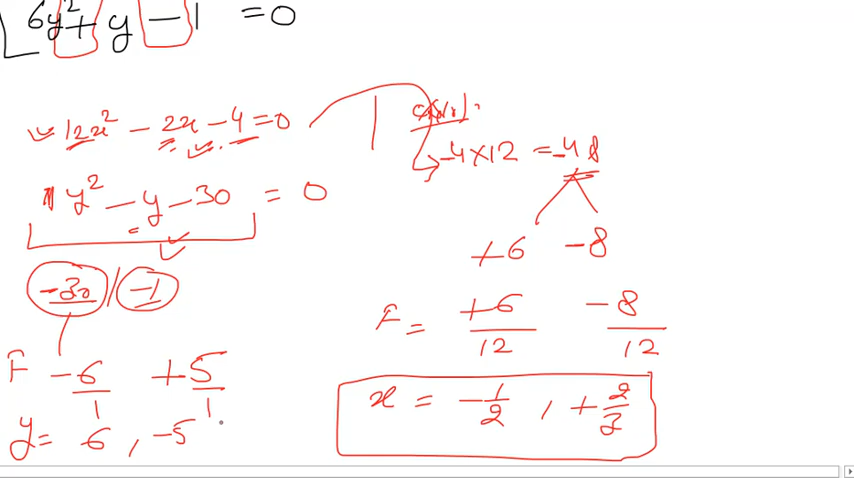 6y² + y - 1 = 0
12x² - 2x - 4 = 0
-4 × 12 = -48
+6 -8
y² - y - 30 = 0
-30 / -1
F = +6/12 -8/12
F -6/1 +5/1
x = -1/2 , +2/3
y = 6 , -5